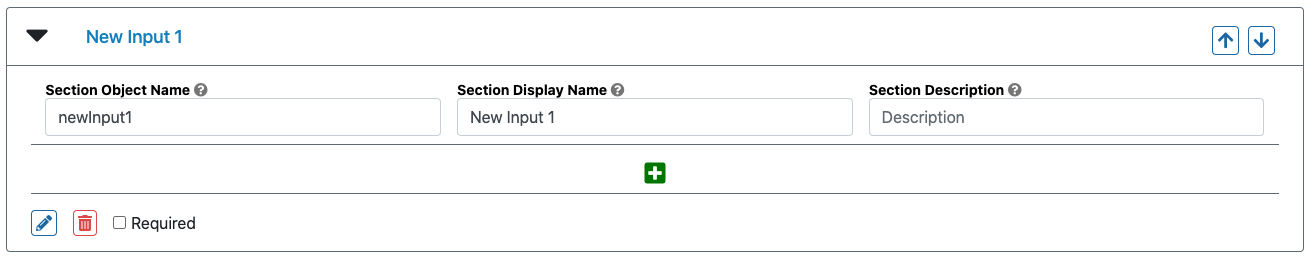 New Input 1
Section Object Name
Section Display Name
Section Description
newInput1
New Input 1
Description
Required